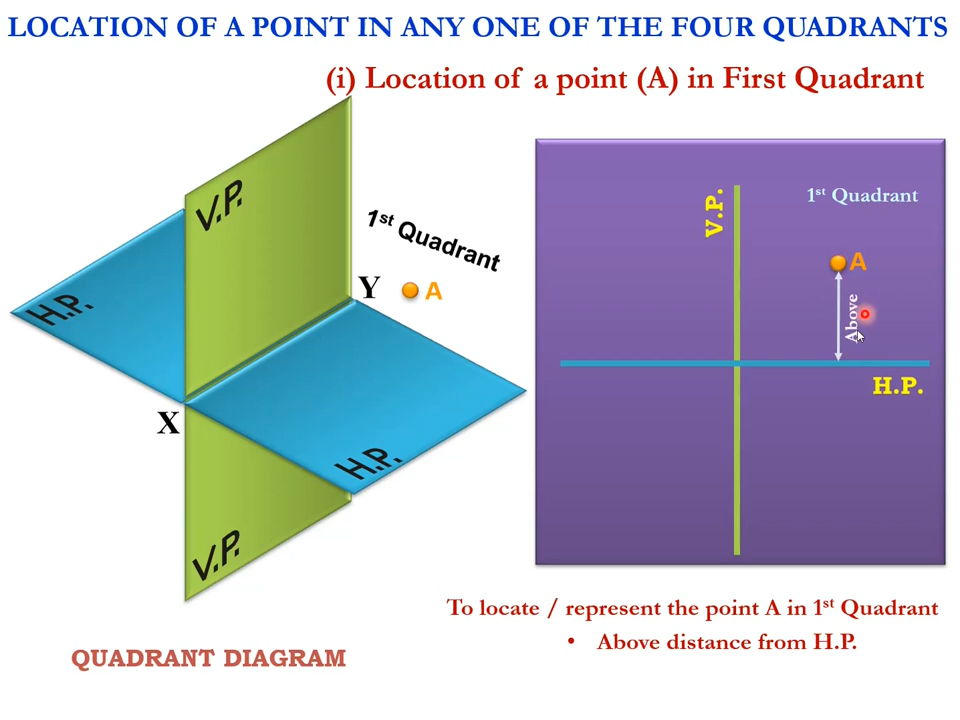 LOCATION OF A POINT IN ANY ONE OF THE FOUR QUADRANTS
(i) Location of a point (A) in First Quadrant
V.P.
H.P.
1st Quadrant
Y
A
X
H.P.
V.P.
QUADRANT DIAGRAM
V.P.
1st Quadrant
A
Above
H.P.
To locate / represent the point A in 1st Quadrant
• Above distance from H.P.